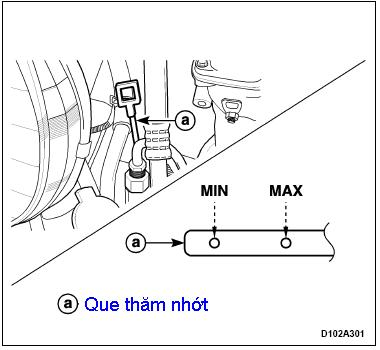 a
MIN MAX
a
a Que thăm nhớt
D102A301